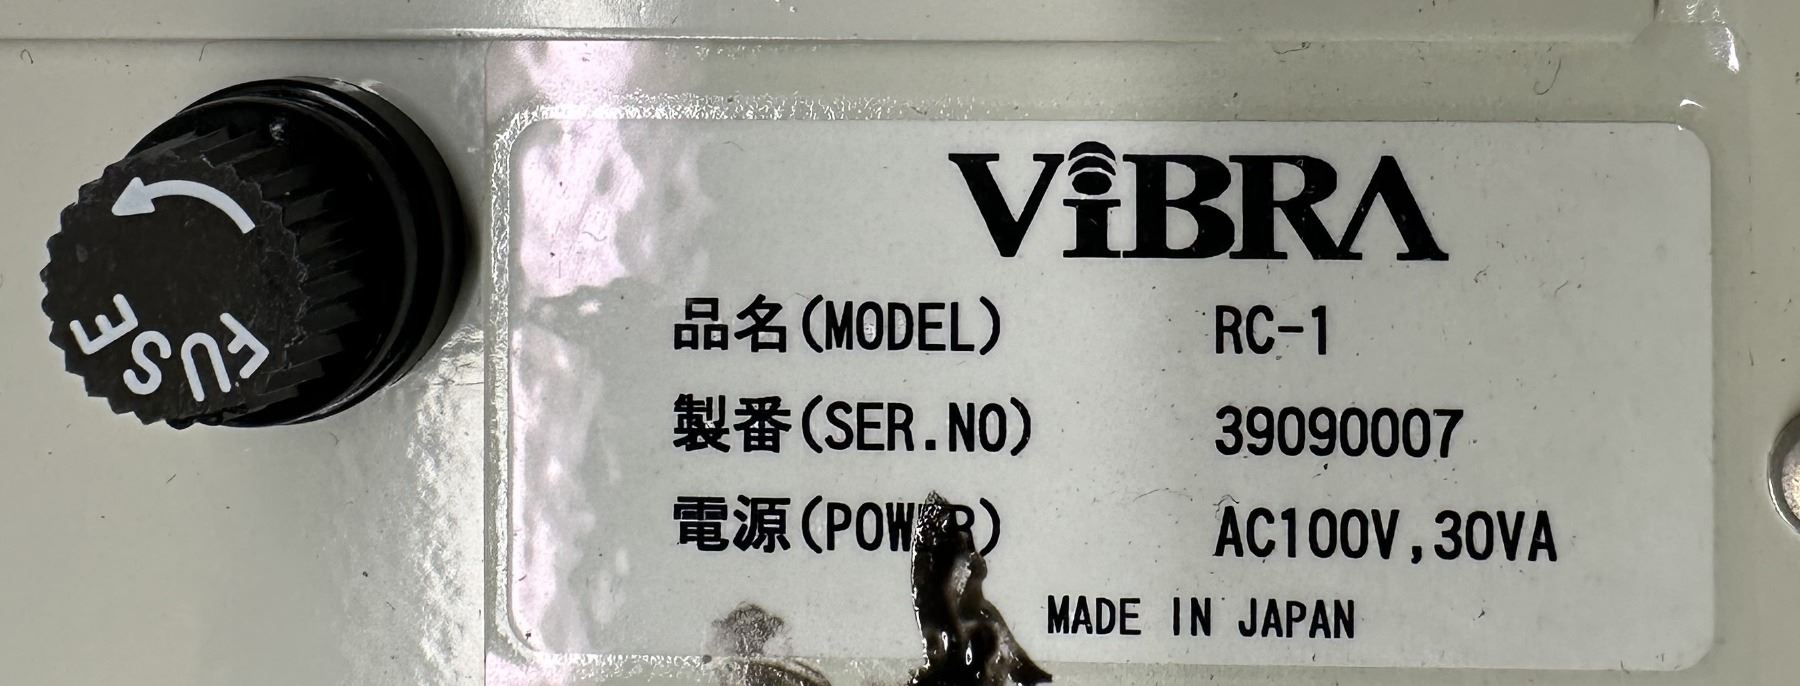 FUSE
ViBRA
品名(MODEL) RC-1
製番(SER.NO) 39090007
電源(POWER) AC100V,30VA
MADE IN JAPAN